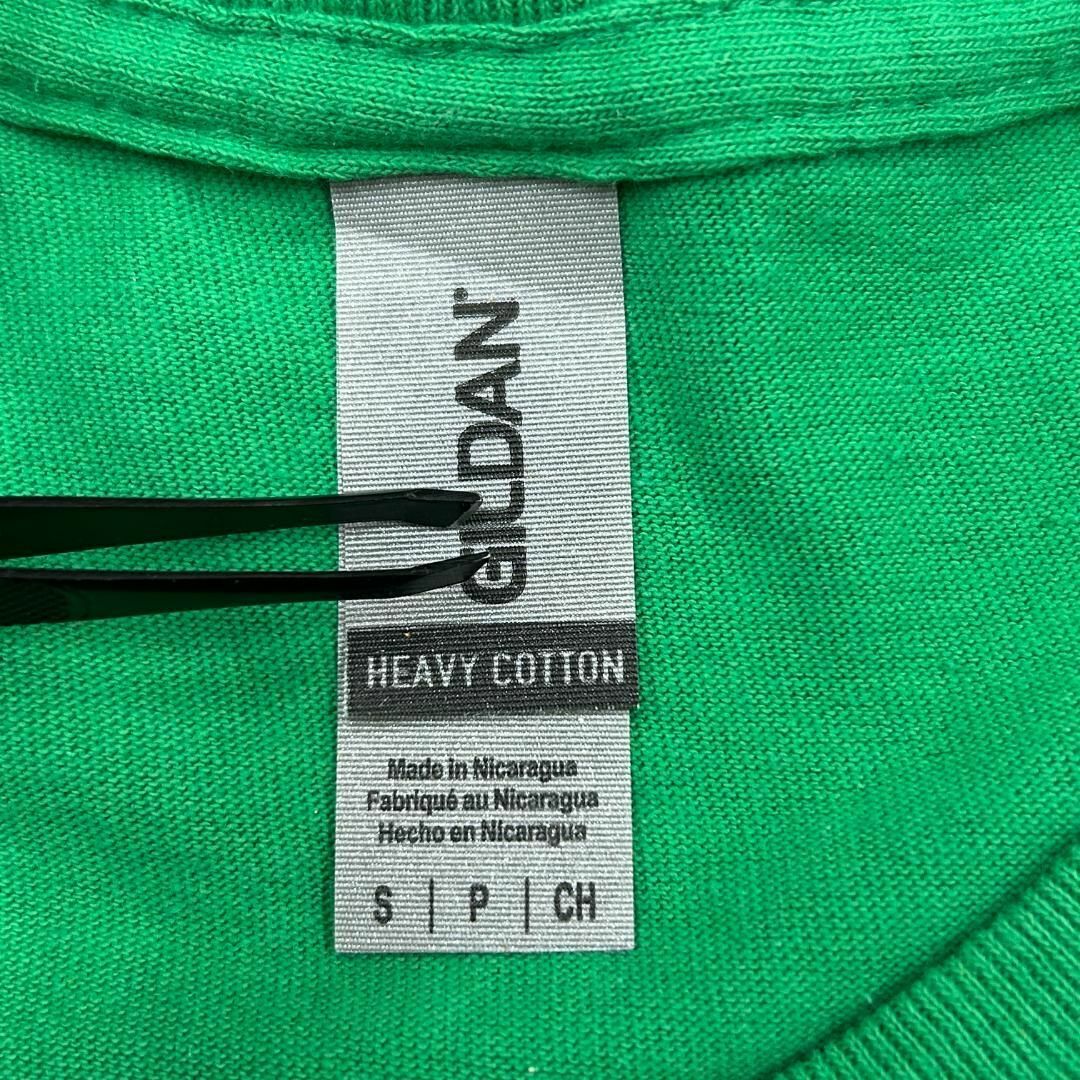 GILDAN
HEAVY COTTON
Made in Nicaragua
Fabriqué au Nicaragua
Hecho en Nicaragua
S | P | CH